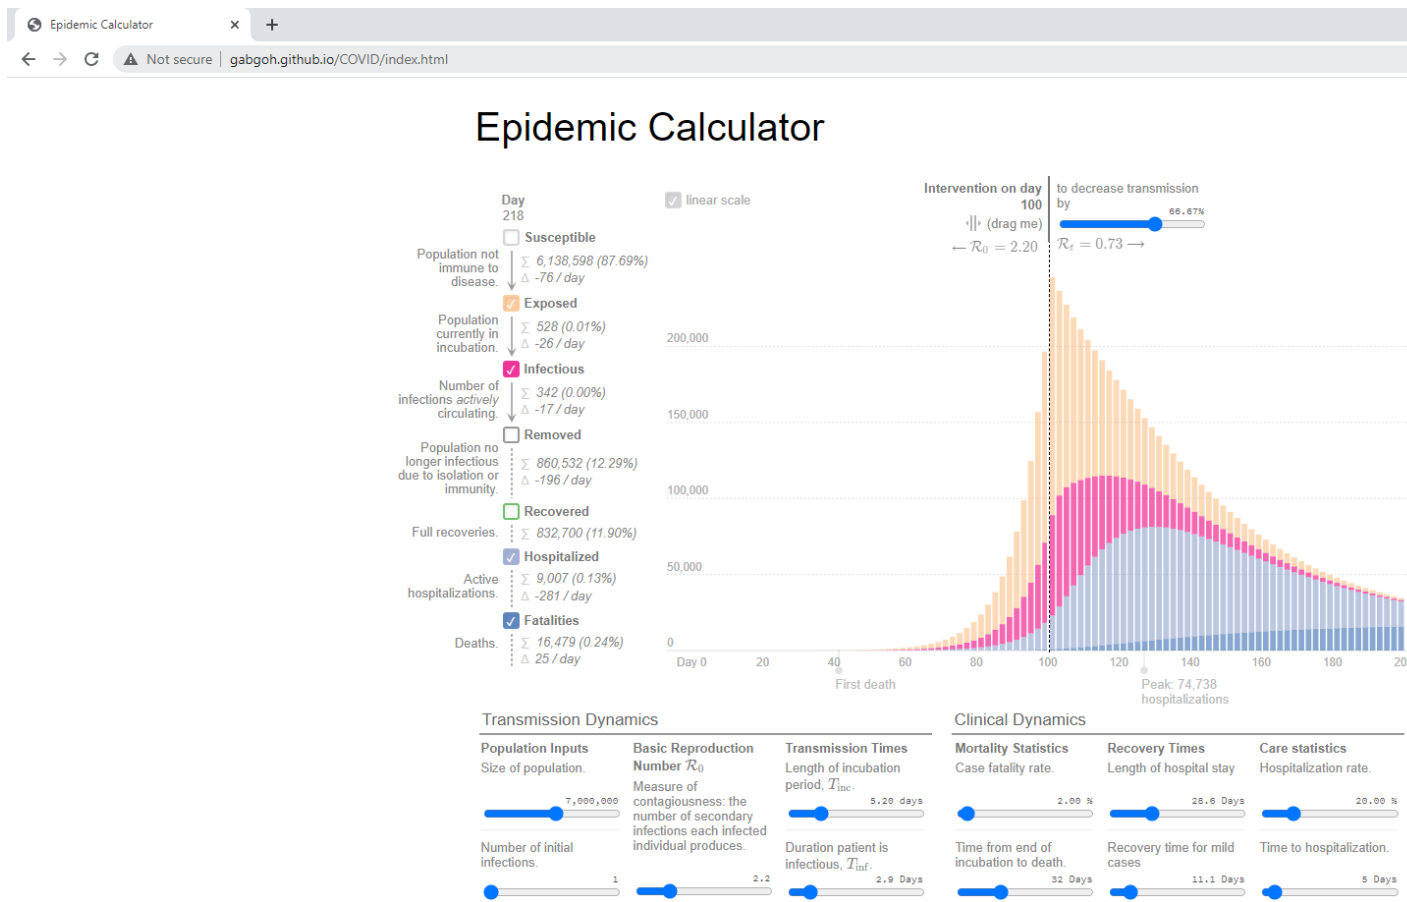 Epidemic Calculator
Not secure | gabgoh.github.io/COVID/index.html
Epidemic Calculator
Day
218
linear scale
Intervention on day
100
(drag me)
← R₀ = 2.20
to decrease transmission
by
66.67%
Rₜ = 0.73 →
Susceptible
Population not
immune to
disease.
Σ 6,138,598 (87.69%)
Δ -76 / day
Exposed
Population
currently in
incubation.
Σ 528 (0.01%)
Δ -26 / day
Infectious
Number of
infections actively
circulating.
Σ 342 (0.00%)
Δ -17 / day
Removed
Population no
longer infectious
due to isolation or
immunity.
Σ 860,532 (12.29%)
Δ -196 / day
Recovered
Full recoveries.
Σ 832,700 (11.90%)
Hospitalized
Active
hospitalizations.
Σ 9,007 (0.13%)
Δ -281 / day
Fatalities
Deaths.
Σ 16,479 (0.24%)
Δ 25 / day
200,000
150,000
100,000
50,000
0
Day 0 20 40 60 80 100 120 140 160 180 20
First death
Peak: 74,738
hospitalizations
Transmission Dynamics
Population Inputs
Size of population.
7,000,000
Number of initial
infections.
1
Basic Reproduction
Number R₀
Measure of
contagiousness: the
number of secondary
infections each infected
individual produces.
2.2
Transmission Times
Length of incubation
period, T_inc.
5.20 days
Duration patient is
infectious, T_inf.
2.9 Days
Clinical Dynamics
Mortality Statistics
Case fatality rate.
2.00 %
Time from end of
incubation to death.
32 Days
Recovery Times
Length of hospital stay
28.6 Days
Recovery time for mild
cases
11.1 Days
Care statistics
Hospitalization rate.
20.00 %
Time to hospitalization.
5 Days